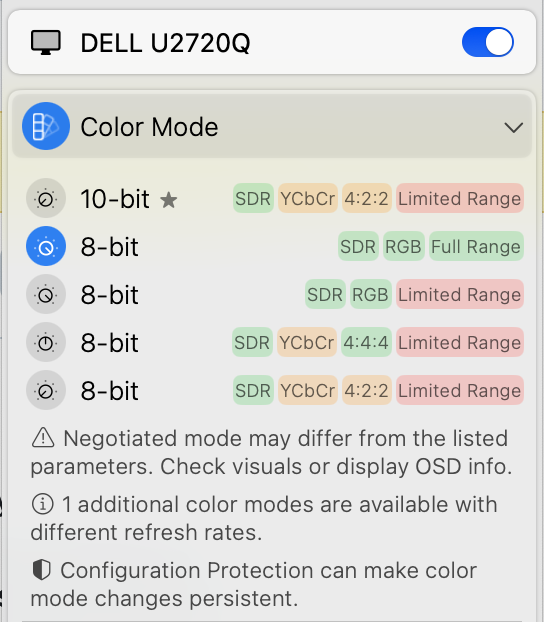 DELL U2720Q
Color Mode
10-bit ★ SDR YCbCr 4:2:2 Limited Range
8-bit SDR RGB Full Range
8-bit SDR RGB Limited Range
8-bit SDR YCbCr 4:4:4 Limited Range
8-bit SDR YCbCr 4:2:2 Limited Range
Negotiated mode may differ from the listed
parameters. Check visuals or display OSD info.
1 additional color modes are available with
different refresh rates.
Configuration Protection can make color
mode changes persistent.